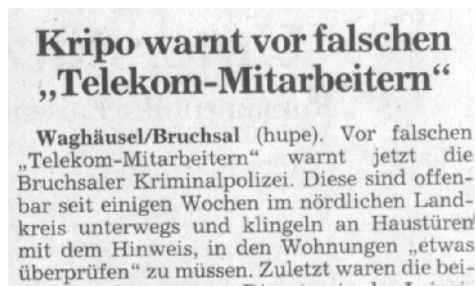 Kripo warnt vor falschen
„Telekom-Mitarbeitern“
Waghäusel/Bruchsal (hupe). Vor falschen
„Telekom-Mitarbeitern“ warnt jetzt die
Bruchsaler Kriminalpolizei. Diese sind offen-
bar seit einigen Wochen im nördlichen Land-
kreis unterwegs und klingeln an Haustüren
mit dem Hinweis, in den Wohnungen „etwas
überprüfen“ zu müssen. Zuletzt waren die bei-